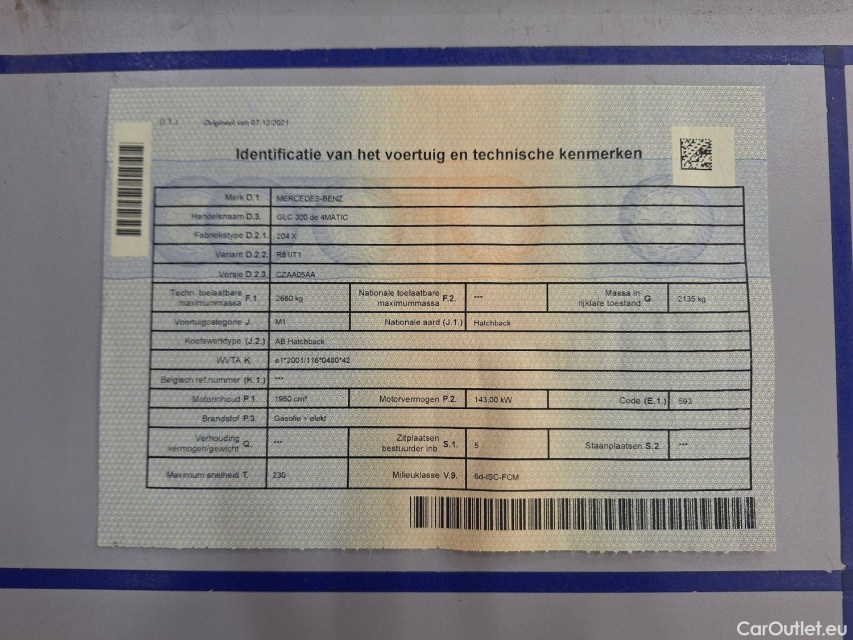 (I.1.) Origineel van 07/12/2021
Identificatie van het voertuig en technische kenmerken
Merk D.1. MERCEDES-BENZ
Handelsnaam D.3. GLC 300 de 4MATIC
Fabriekstype D.2.1. 204 X
Variant D.2.2. R81IT1
Versie D.2.3. CZAA05AA
Techn. toelaatbare maximummassa F.1. 2660 kg Nationale toelaatbare maximummassa F.2. *** Massa in rijklare toestand G. 2135 kg
Voertuigcategorie J. M1 Nationale aard (J.1.) Hatchback
Koetswerktype (J.2.) AB Hatchback
WVTA K. e1*2001/116*0480*42
Belgisch ref.nummer (K.1.) ***
Motorinhoud P.1. 1950 cm³ Motorvermogen P.2. 143,00 kW Code (E.1.) 593
Brandstof P.3. Gasolie + elekt
Verhouding vermogen/gewicht Q. *** Zitplaatsen bestuurder inb. S.1. 5 Staanplaatsen S.2. ***
Maximum snelheid T. 230 Milieuklasse V.9. 6d-ISC-FCM
CarOutlet.eu